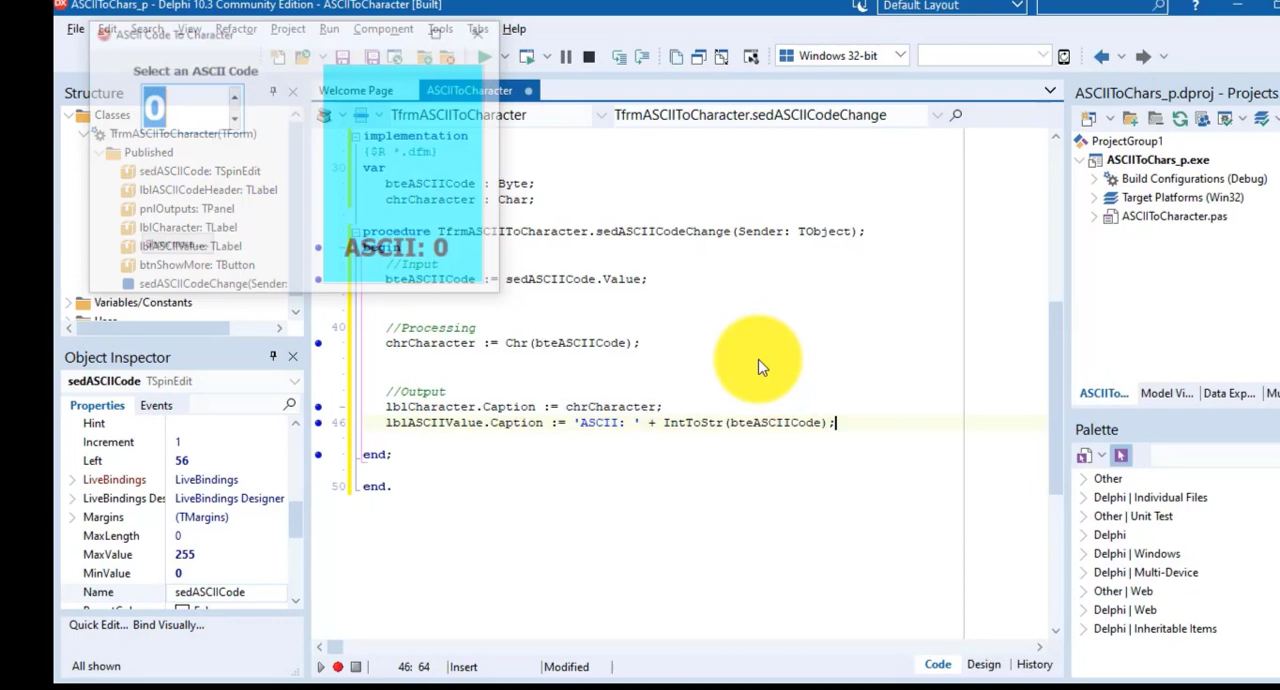 ASCIIToChars_p - Delphi 10.3 Community Edition - ASCIIToCharacter [Built]
Default Layout
?
File Edit Search View Refactor Project Run Component Tools Tabs Help
ASCII Code To Character
Windows 32-bit
Select an ASCII Code
0
Structure
Classes
TfrmASCIIToCharacter(TForm)
Published
sedASCIICode: TSpinEdit
lblASCIICodeHeader: TLabel
pnlOutputs: TPanel
lblCharacter: TLabel
lblASCIIValue: TLabel
btnShowMore: TButton
sedASCIICodeChange(Sender:
Variables/Constants
ASCII: 0
Object Inspector
sedASCIICode TSpinEdit
Properties Events
Hint
Increment 1
Left 56
LiveBindings LiveBindings
LiveBindings Des LiveBindings Designer
Margins (TMargins)
MaxLength 0
MaxValue 255
MinValue 0
Name sedASCIICode
Quick Edit... Bind Visually...
All shown
Welcome Page ASCIIToCharacter
TfrmASCIIToCharacter TfrmASCIIToCharacter.sedASCIICodeChange
implementation
{$R *.dfm}
30 var
bteASCIICode : Byte;
chrCharacter : Char;
procedure TfrmASCIIToCharacter.sedASCIICodeChange(Sender: TObject);
begin
//Input
bteASCIICode := sedASCIICode.Value;
40 //Processing
chrCharacter := Chr(bteASCIICode);
//Output
lblCharacter.Caption := chrCharacter;
46 lblASCIIValue.Caption := 'ASCII: ' + IntToStr(bteASCIICode);
end;
50 end.
46: 64 Insert Modified
Code Design History
ASCIIToChars_p.dproj - Projects
ProjectGroup1
ASCIIToChars_p.exe
Build Configurations (Debug)
Target Platforms (Win32)
ASCIIToCharacter.pas
ASCIITo... Model Vi... Data Exp... Mu
Palette
Other
Delphi | Individual Files
Other | Unit Test
Delphi
Delphi | Windows
Delphi | Multi-Device
Other | Web
Delphi | Web
Delphi | Inheritable Items